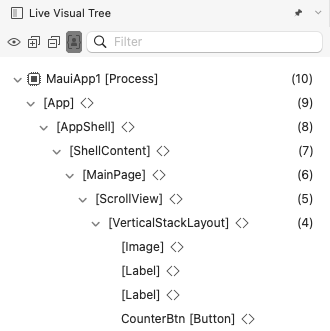 Live Visual Tree
Filter
MauiApp1 [Process] (10)
[App] <> (9)
[AppShell] <> (8)
[ShellContent] <> (7)
[MainPage] <> (6)
[ScrollView] <> (5)
[VerticalStackLayout] <> (4)
[Image] <>
[Label] <>
[Label] <>
CounterBtn [Button] <>